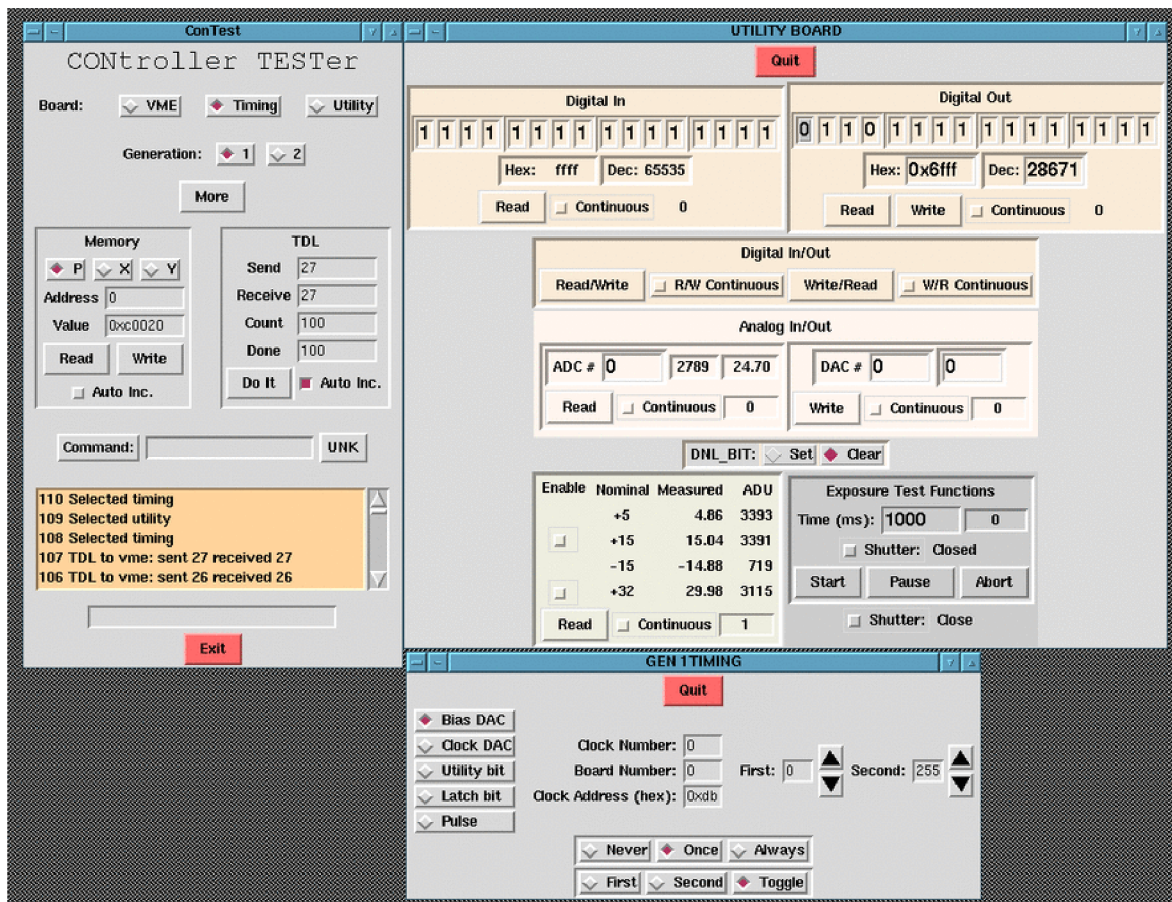 ConTest
CONtroller TESTer
Board: VME Timing Utility
Generation: 1 2
More
Memory
P X Y
Address 0
Value 0xc0020
Read Write
Auto Inc.
TDL
Send 27
Receive 27
Count 100
Done 100
Do It Auto Inc.
Command: UNK
110 Selected timing
109 Selected utility
108 Selected timing
107 TDL to vme: sent 27 received 27
106 TDL to vme: sent 26 received 26
Exit
UTILITY BOARD
Quit
Digital In
1 1 1 1 1 1 1 1 1 1 1 1 1 1 1 1
Hex: ffff Dec: 65535
Read Continuous 0
Digital Out
0 1 1 0 1 1 1 1 1 1 1 1 1 1 1 1
Hex: 0x6fff Dec: 28671
Read Write Continuous 0
Digital In/Out
Read/Write R/W Continuous Write/Read W/R Continuous
Analog In/Out
ADC # 0 2789 24.70
Read Continuous 0
DAC # 0 0
Write Continuous 0
DNL_BIT: Set Clear
Enable Nominal Measured ADU
+5 4.86 3393
+15 15.04 3391
-15 -14.88 719
+32 29.98 3115
Read Continuous 1
Exposure Test Functions
Time (ms): 1000 0
Shutter: Closed
Start Pause Abort
Shutter: Close
GEN 1TIMING
Quit
Bias DAC
Clock DAC
Utility bit
Latch bit
Pulse
Clock Number: 0
Board Number: 0 First: 0 Second: 255
Clock Address (hex): 0xdb
Never Once Always
First Second Toggle